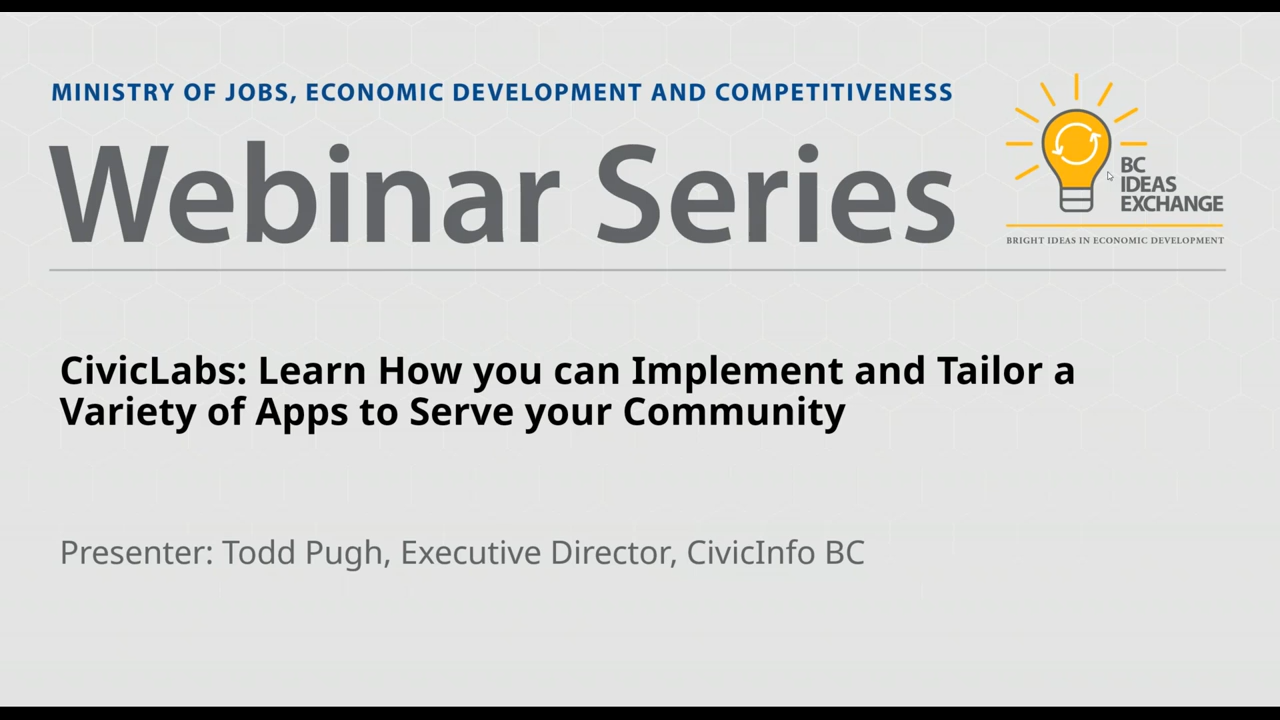 MINISTRY OF JOBS, ECONOMIC DEVELOPMENT AND COMPETITIVENESS
Webinar Series
BC
IDEAS
EXCHANGE
BRIGHT IDEAS IN ECONOMIC DEVELOPMENT
CivicLabs: Learn How you can Implement and Tailor a
Variety of Apps to Serve your Community
Presenter: Todd Pugh, Executive Director, CivicInfo BC